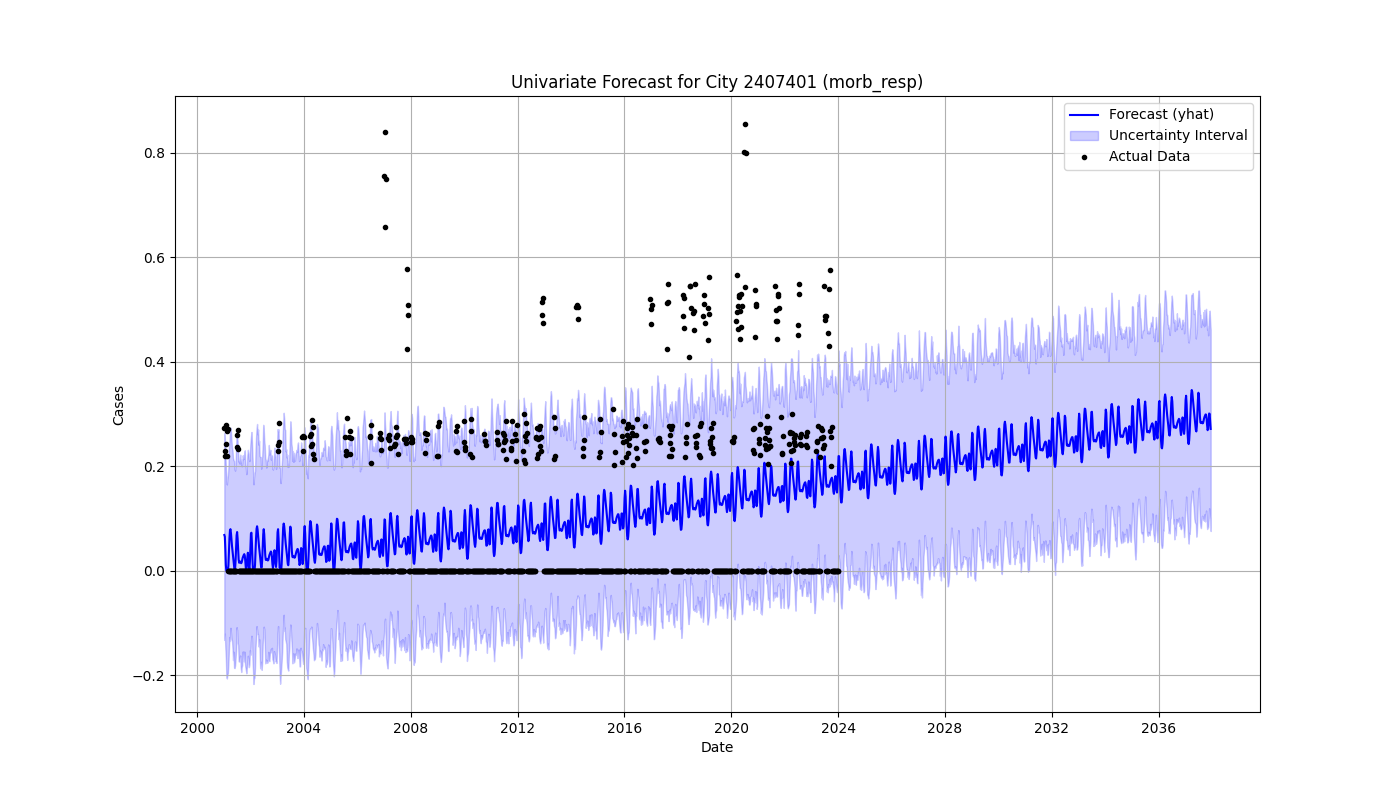 Univariate Forecast for City 2407401 (morb_resp)
Forecast (yhat)
Uncertainty Interval
Actual Data
Cases
0.8
0.6
0.4
0.2
0.0
−0.2
2000 2004 2008 2012 2016 2020 2024 2028 2032 2036
Date